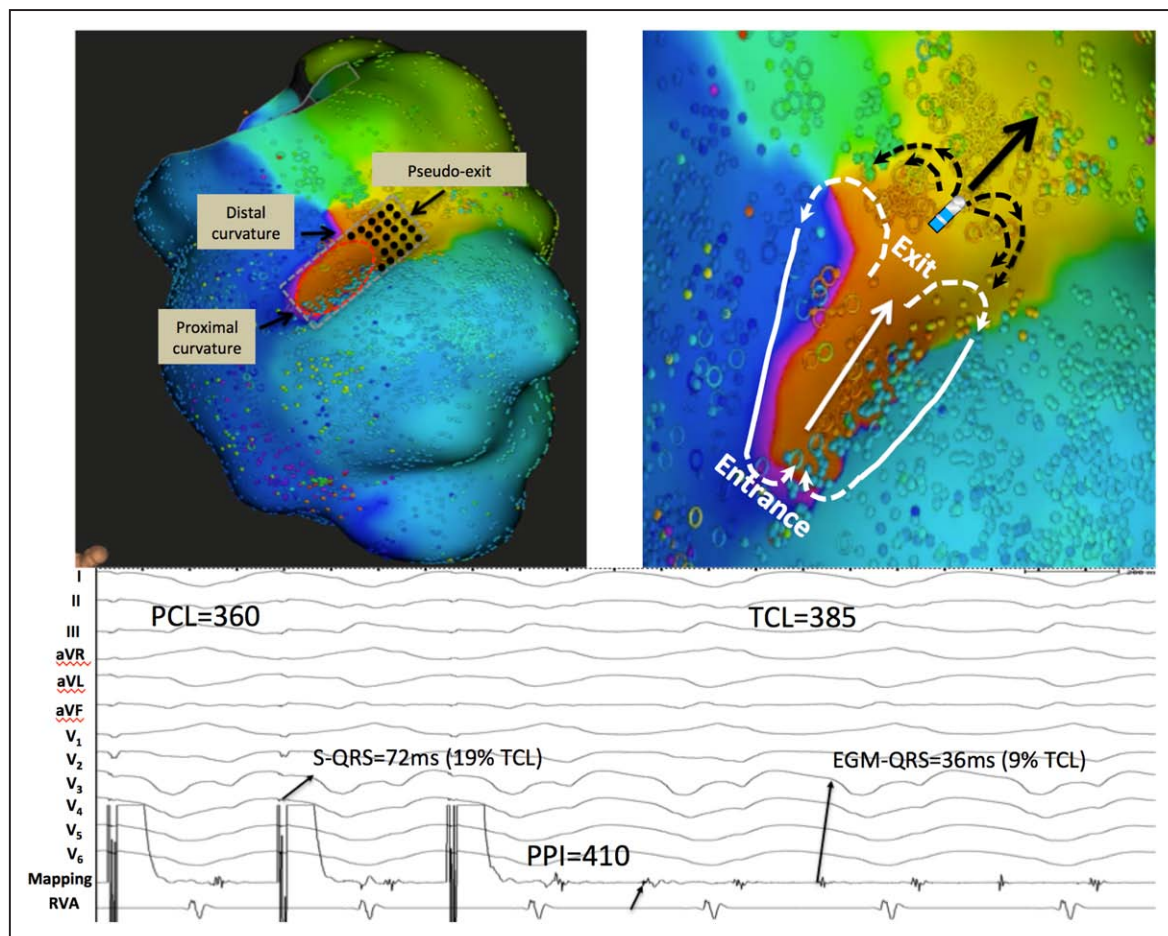 Pseudo-exit
Distal
curvature
Proximal
curvature
Exit
Entrance
I
II
III
aVR
aVL
aVF
V1
V2
V3
V4
V5
V6
Mapping
RVA
PCL=360
TCL=385
S-QRS=72ms (19% TCL)
EGM-QRS=36ms (9% TCL)
PPI=410